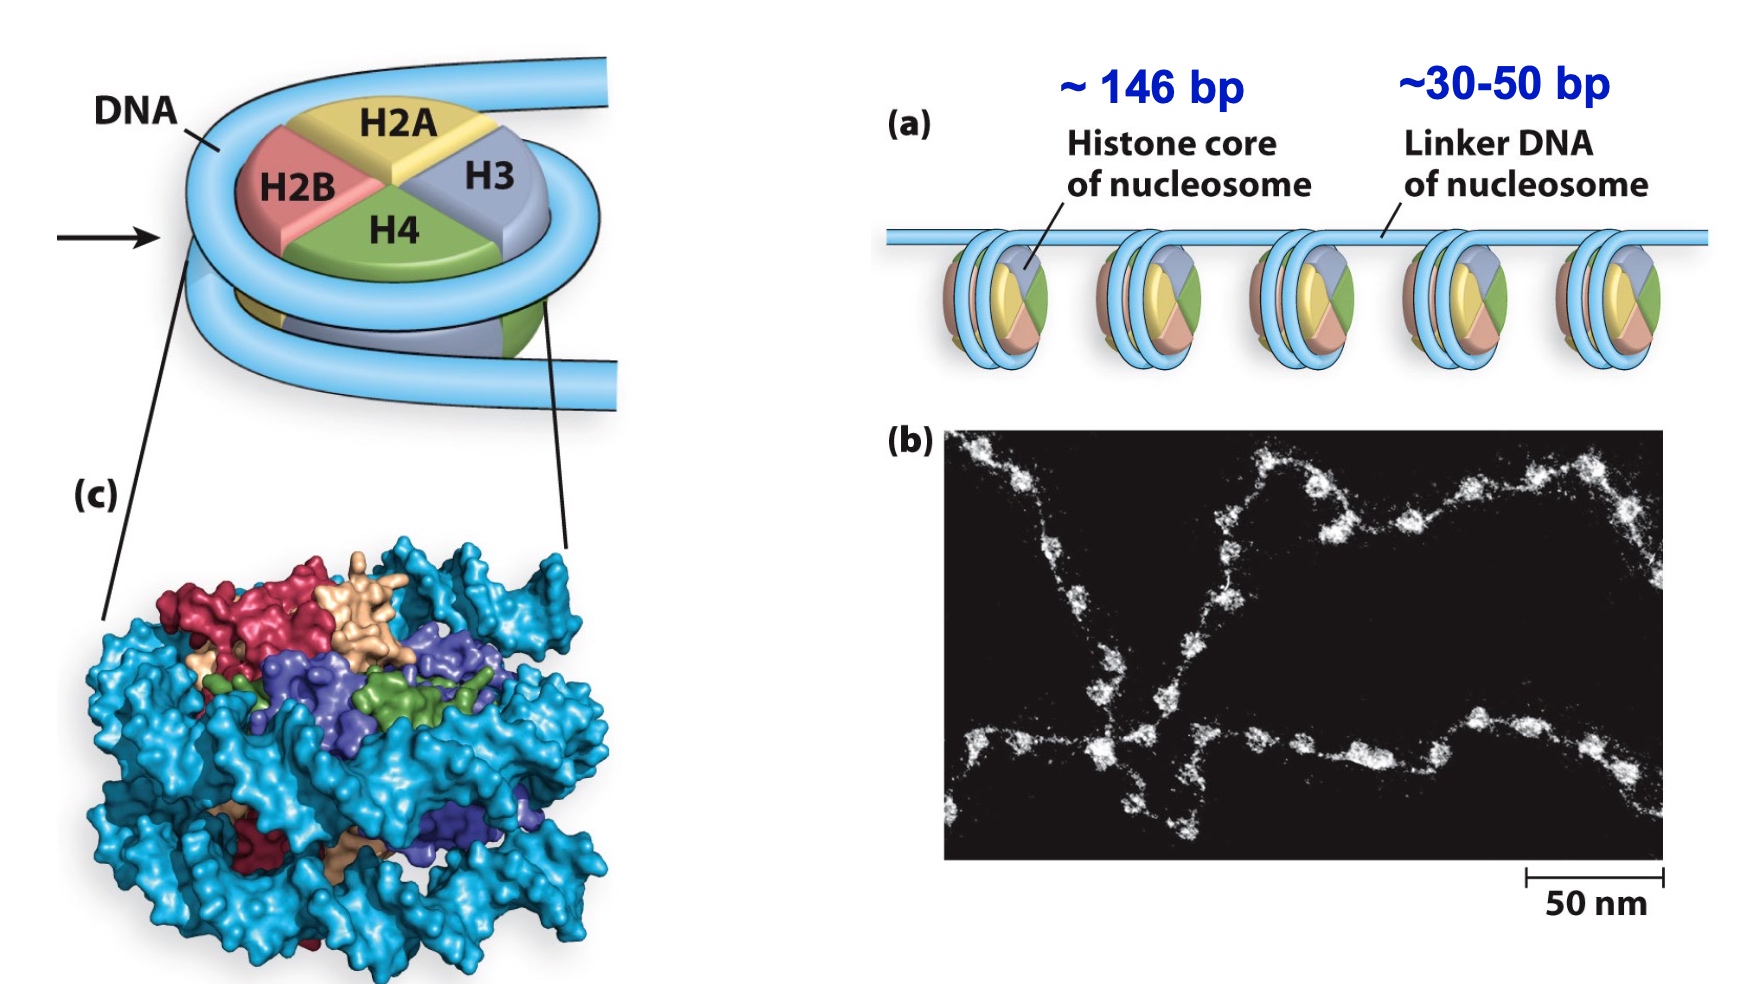 DNA
H2A
H2B
H3
H4
(c)
~ 146 bp
~30-50 bp
(a)
Histone core
of nucleosome
Linker DNA
of nucleosome
(b)
50 nm